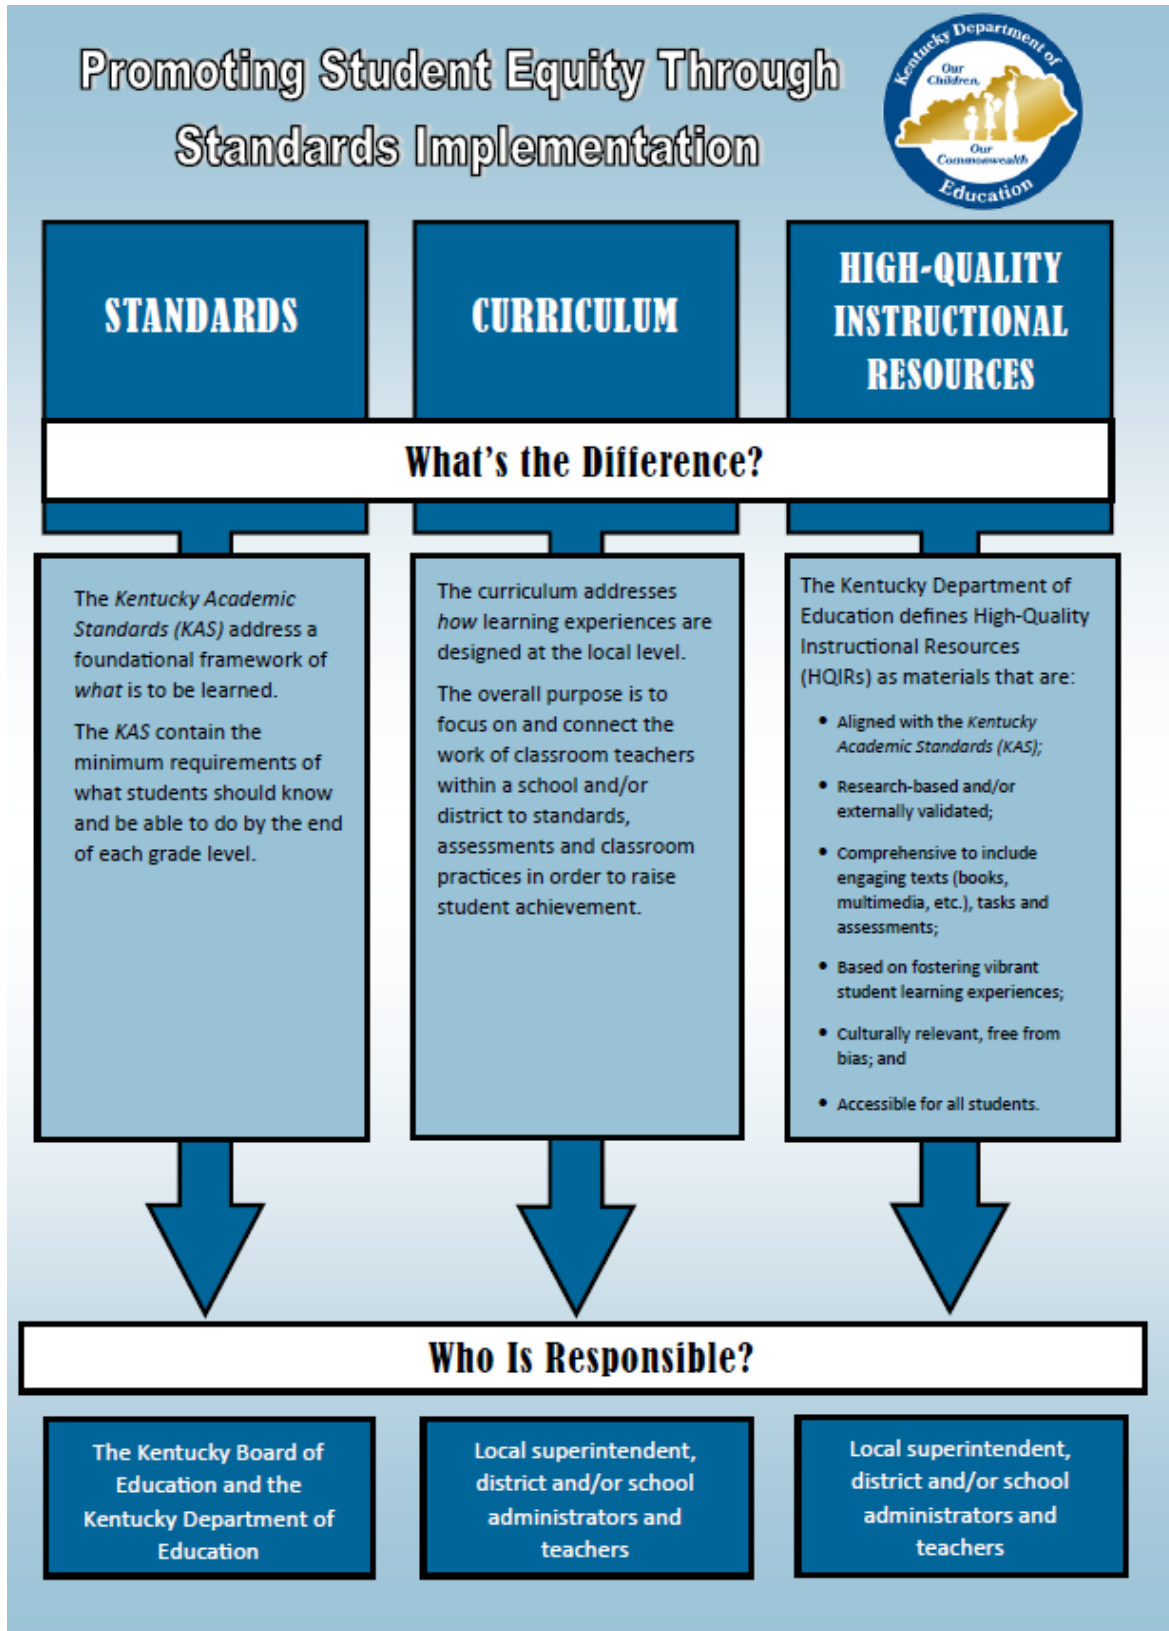 Promoting Student Equity Through
Standards Implementation
Kentucky Department of
Our
Children,
Our
Commonwealth
Education
STANDARDS
CURRICULUM
HIGH-QUALITY
INSTRUCTIONAL
RESOURCES
What's the Difference?
The Kentucky Academic
Standards (KAS) address a
foundational framework of
what is to be learned.
The KAS contain the
minimum requirements of
what students should know
and be able to do by the end
of each grade level.
The curriculum addresses
how learning experiences are
designed at the local level.
The overall purpose is to
focus on and connect the
work of classroom teachers
within a school and/or
district to standards,
assessments and classroom
practices in order to raise
student achievement.
The Kentucky Department of
Education defines High-Quality
Instructional Resources
(HQIRs) as materials that are:
• Aligned with the Kentucky
Academic Standards (KAS);
• Research-based and/or
externally validated;
• Comprehensive to include
engaging texts (books,
multimedia, etc.), tasks and
assessments;
• Based on fostering vibrant
student learning experiences;
• Culturally relevant, free from
bias; and
• Accessible for all students.
Who Is Responsible?
The Kentucky Board of
Education and the
Kentucky Department of
Education
Local superintendent,
district and/or school
administrators and
teachers
Local superintendent,
district and/or school
administrators and
teachers